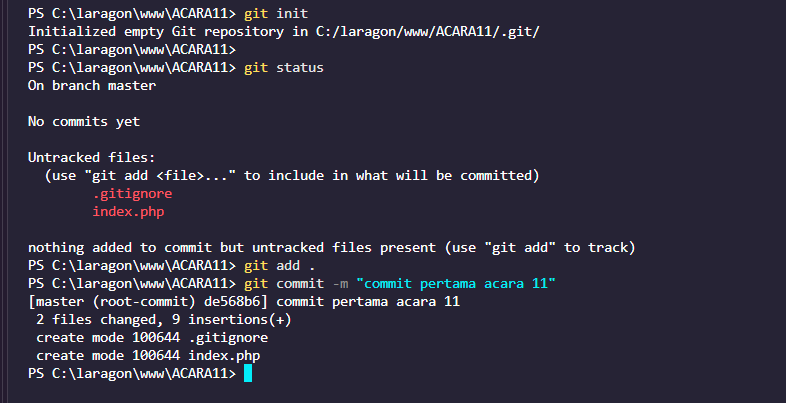 PS C:\laragon\www\ACARA11> git init
Initialized empty Git repository in C:/laragon/www/ACARA11/.git/
PS C:\laragon\www\ACARA11>
PS C:\laragon\www\ACARA11> git status
On branch master
No commits yet
Untracked files:
  (use "git add <file>..." to include in what will be committed)
        .gitignore
        index.php
nothing added to commit but untracked files present (use "git add" to track)
PS C:\laragon\www\ACARA11> git add .
PS C:\laragon\www\ACARA11> git commit -m "commit pertama acara 11"
[master (root-commit) de568b6] commit pertama acara 11
 2 files changed, 9 insertions(+)
 create mode 100644 .gitignore
 create mode 100644 index.php
PS C:\laragon\www\ACARA11>